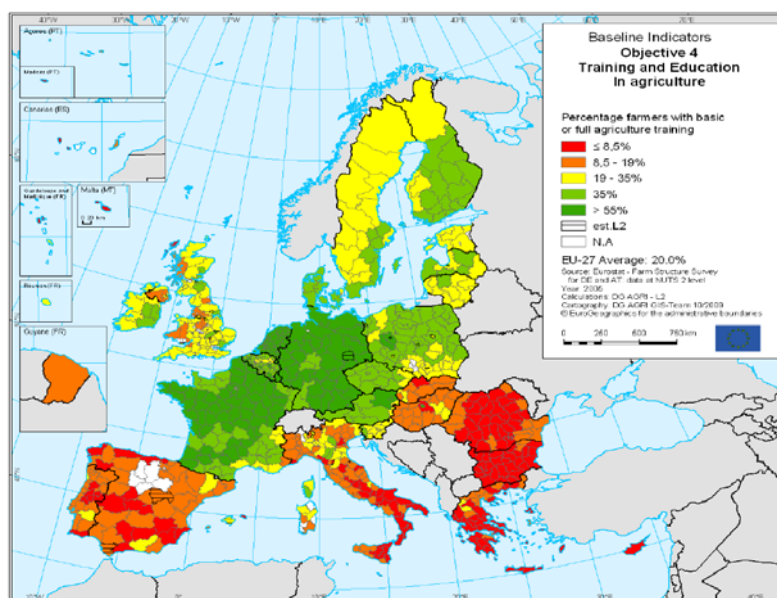 Açores (PT)
Madeira (PT)
Canarias (ES)
Malta (MT)
Guyane (FR)
Baseline Indicators
Objective 4
Training and Education
In agriculture
Percentage farmers with basic
or full agriculture training
≤ 8,5%
8,5 - 19%
19 - 35%
35%
> 55%
est.L2
N.A
EU-27 Average: 20.0%
Source: Eurostat - Farm Structure Survey
for DE and AT: data at NUTS 2 level
Year: 2005
Calculations: DG AGRI - L2
Cartography: DG AGRI GIS-Team 10/2009
© EuroGeographics for the administrative boundaries
0 250 500 750 km